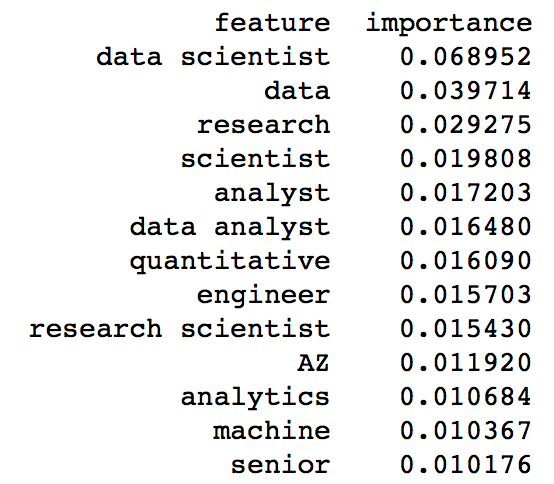 feature importance
data scientist 0.068952
data 0.039714
research 0.029275
scientist 0.019808
analyst 0.017203
data analyst 0.016480
quantitative 0.016090
engineer 0.015703
research scientist 0.015430
AZ 0.011920
analytics 0.010684
machine 0.010367
senior 0.010176